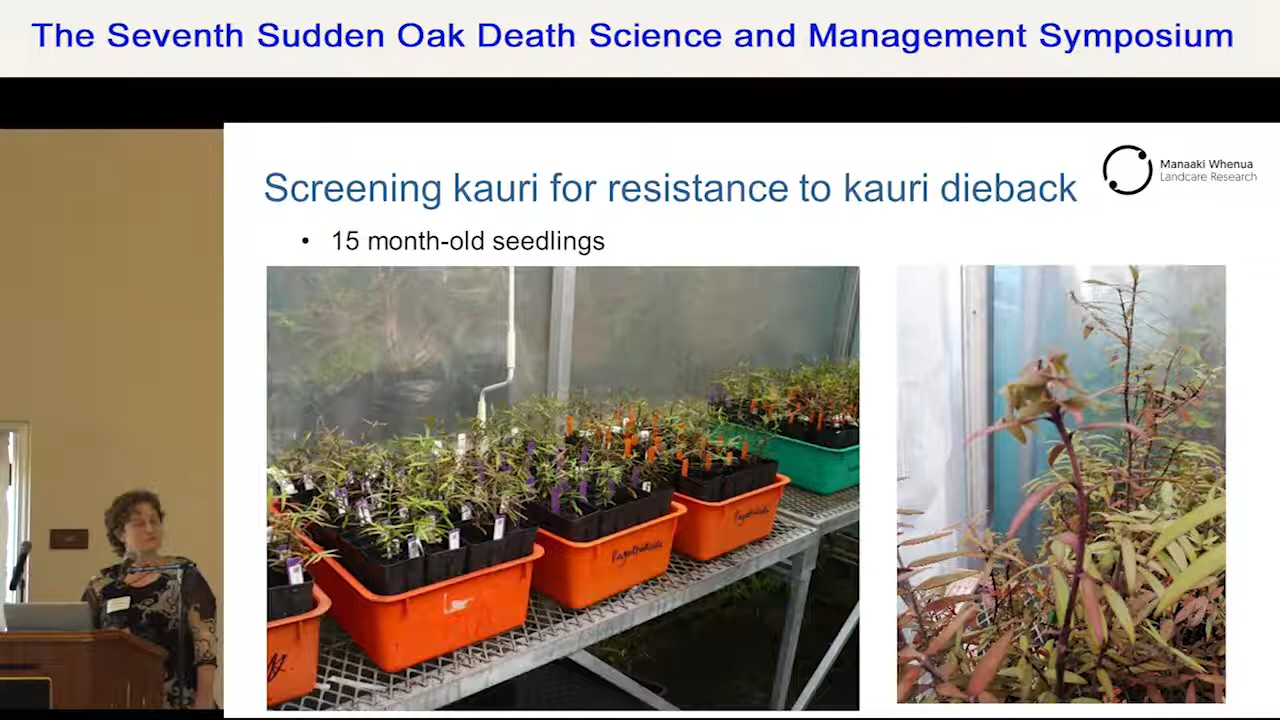 The Seventh Sudden Oak Death Science and Management Symposium
Manaaki Whenua
Landcare Research
Screening kauri for resistance to kauri dieback
• 15 month-old seedlings